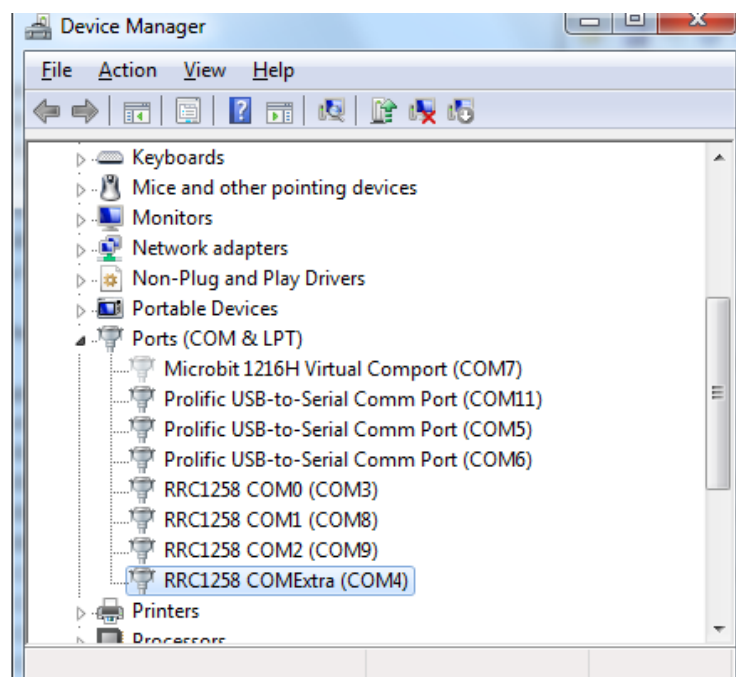 Device Manager
File Action View Help
Keyboards
Mice and other pointing devices
Monitors
Network adapters
Non-Plug and Play Drivers
Portable Devices
Ports (COM & LPT)
Microbit 1216H Virtual Comport (COM7)
Prolific USB-to-Serial Comm Port (COM11)
Prolific USB-to-Serial Comm Port (COM5)
Prolific USB-to-Serial Comm Port (COM6)
RRC1258 COM0 (COM3)
RRC1258 COM1 (COM8)
RRC1258 COM2 (COM9)
RRC1258 COMExtra (COM4)
Printers
Processors